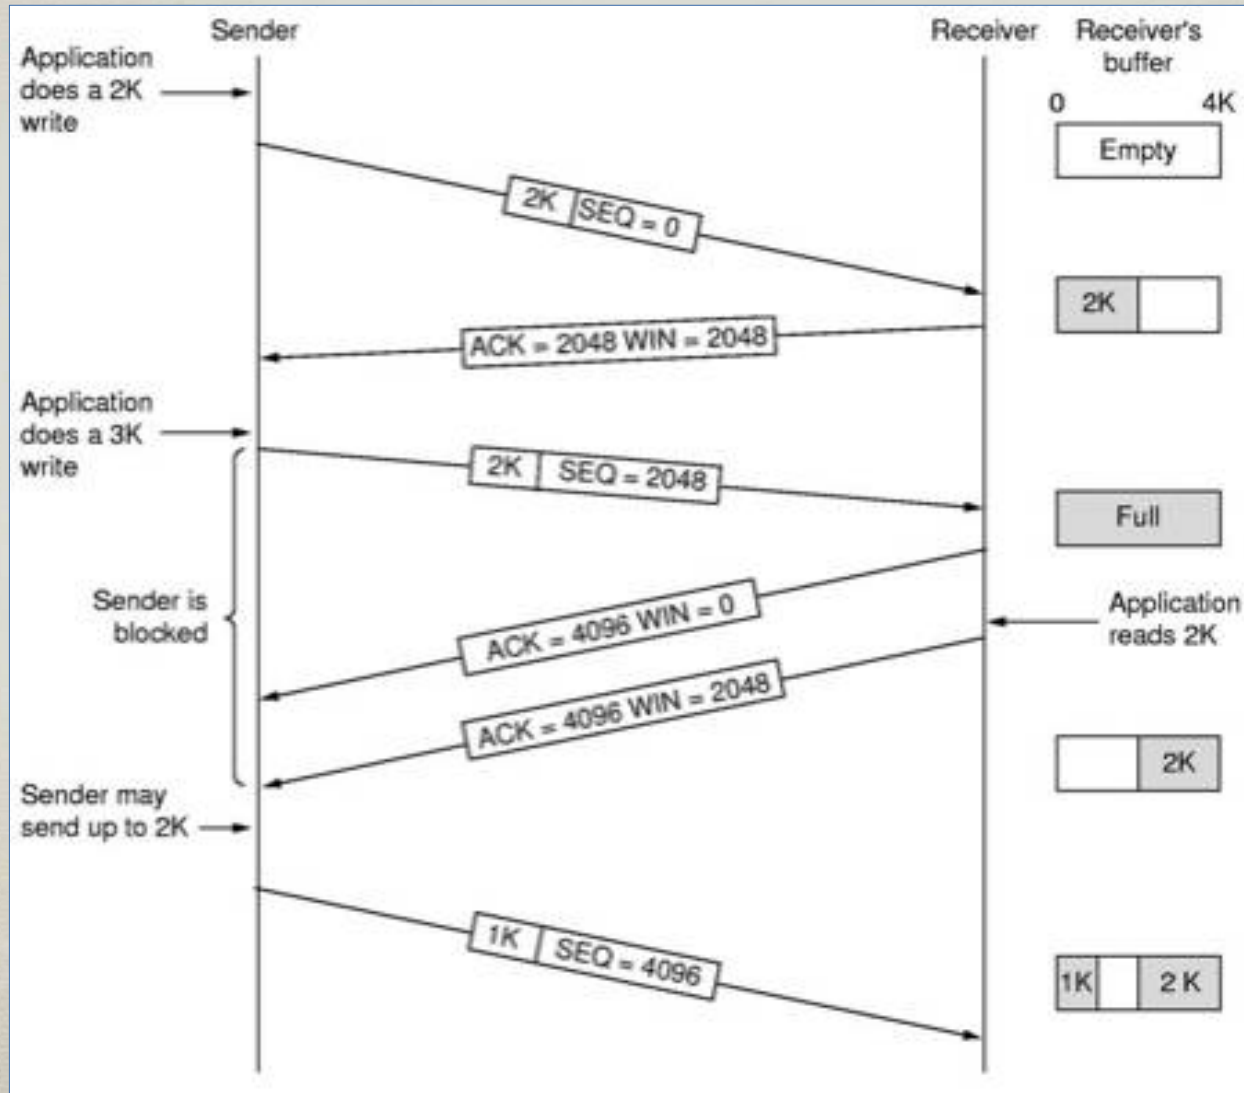 Sender
Receiver
Receiver's
buffer
Application
does a 2K
write
0 4K
Empty
2K SEQ = 0
2K
ACK = 2048 WIN = 2048
Application
does a 3K
write
2K SEQ = 2048
Full
Sender is
blocked
ACK = 4096 WIN = 0
Application
reads 2K
ACK = 4096 WIN = 2048
2K
Sender may
send up to 2K
1K SEQ = 4096
1K 2 K